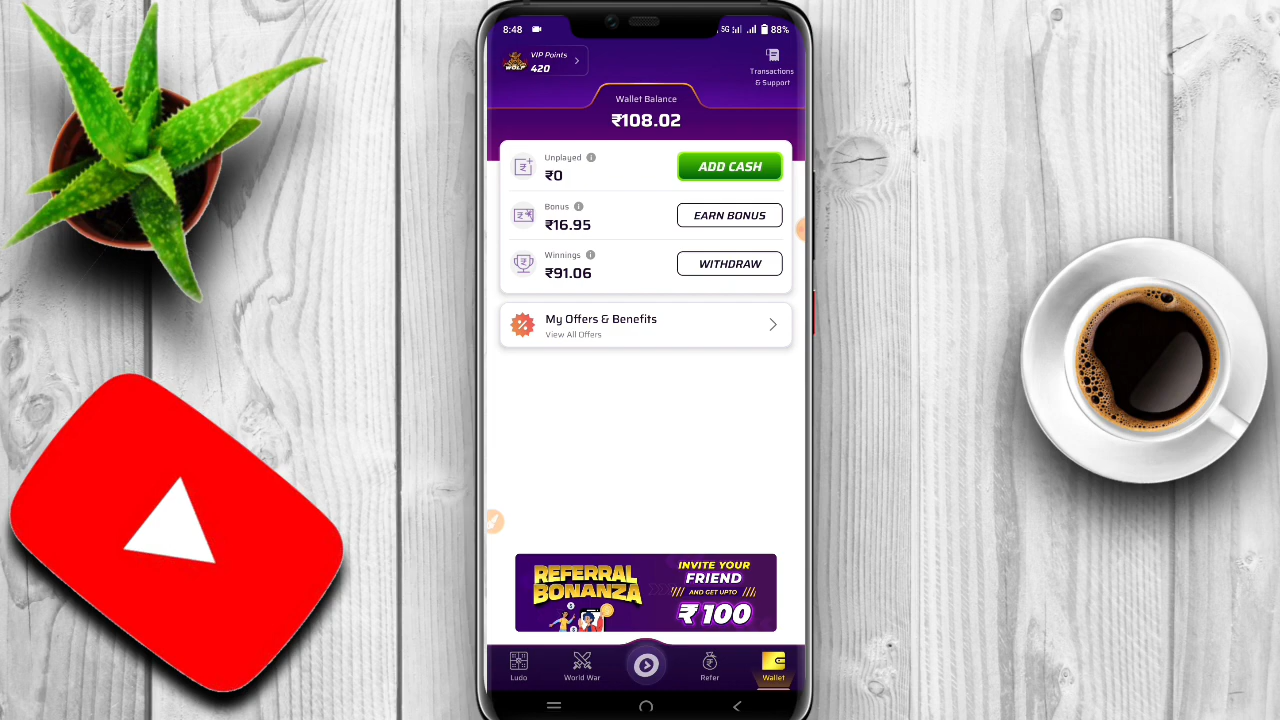 8:48
5G
88%
VIP Points
420
WOLF
Transactions
& Support
Wallet Balance
₹108.02
Unplayed
₹0
ADD CASH
Bonus
₹16.95
EARN BONUS
Winnings
₹91.06
WITHDRAW
My Offers & Benefits
View All Offers
REFERRAL
BONANZA
INVITE YOUR
FRIEND
AND GET UPTO
₹100
Ludo
World War
Refer
Wallet